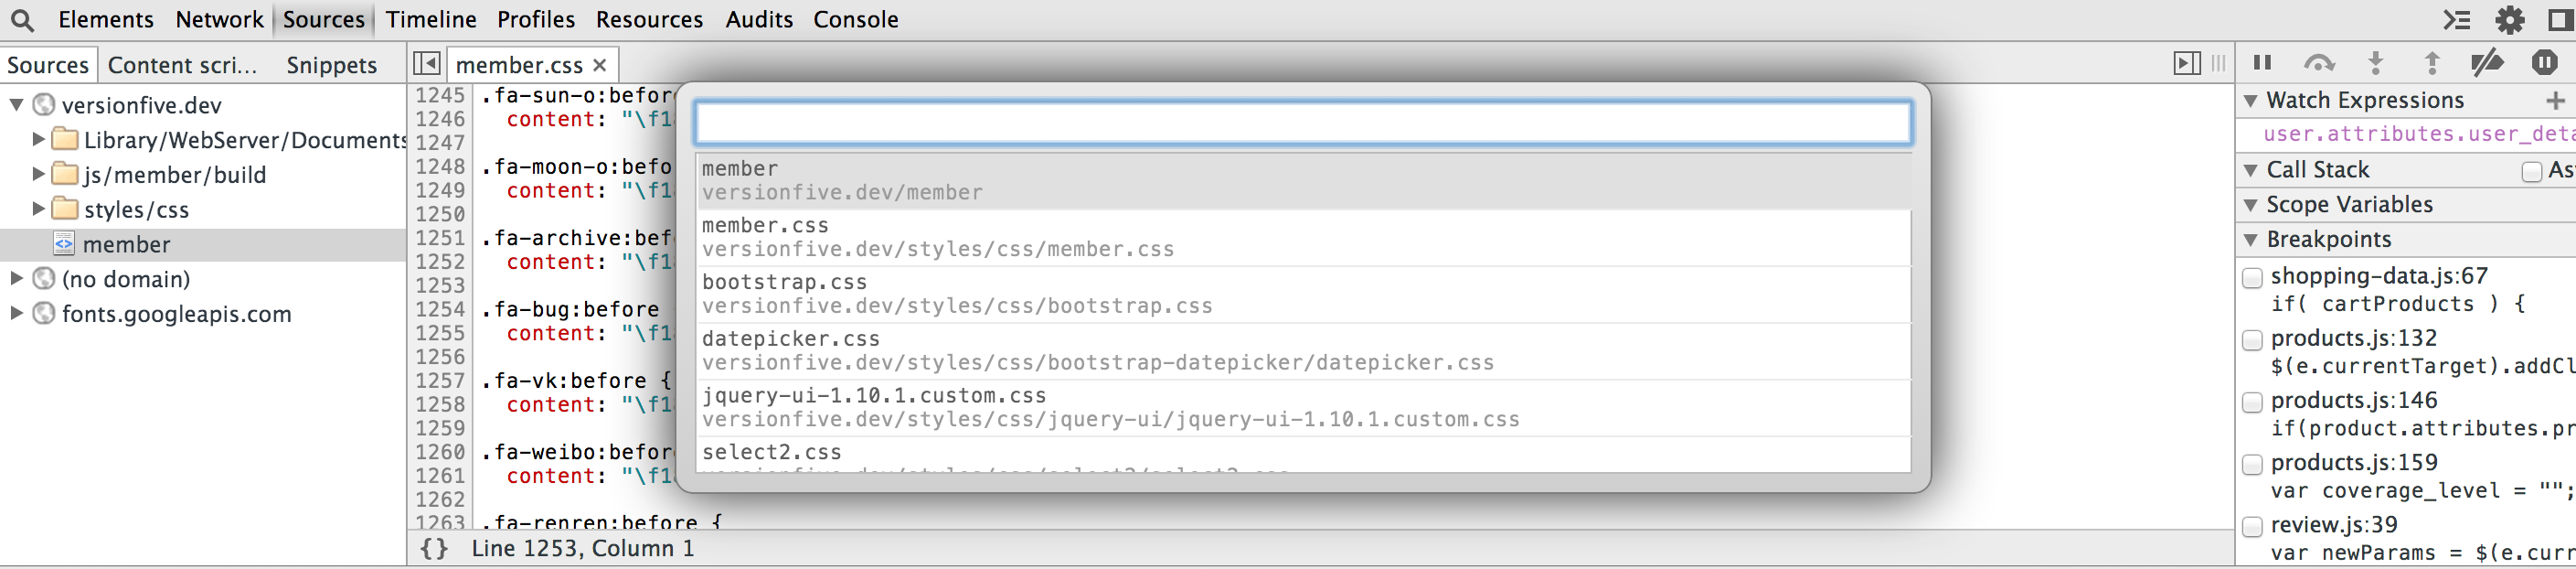 Elements Network Sources Timeline Profiles Resources Audits Console
Sources Content scri... Snippets
versionfive.dev
Library/WebServer/Documents
js/member/build
styles/css
member
(no domain)
fonts.googleapis.com
member.css ×
1245 .fa-sun-o:before
1246 content: "\f1
1247
1248 .fa-moon-o:befo
1249 content: "\f1
1250
1251 .fa-archive:bef
1252 content: "\f1
1253
1254 .fa-bug:before
1255 content: "\f1
1256
1257 .fa-vk:before {
1258 content: "\f1
1259
1260 .fa-weibo:before
1261 content: "\f1
1262
1263 .fa-renren:before {
{} Line 1253, Column 1
member
versionfive.dev/member
member.css
versionfive.dev/styles/css/member.css
bootstrap.css
versionfive.dev/styles/css/bootstrap.css
datepicker.css
versionfive.dev/styles/css/bootstrap-datepicker/datepicker.css
jquery-ui-1.10.1.custom.css
versionfive.dev/styles/css/jquery-ui/jquery-ui-1.10.1.custom.css
select2.css
versionfive.dev/styles/css/select2/select2.css
Watch Expressions +
user.attributes.user_deta
Call Stack As
Scope Variables
Breakpoints
shopping-data.js:67
if( cartProducts ) {
products.js:132
$(e.currentTarget).addCl
products.js:146
if(product.attributes.pr
products.js:159
var coverage_level = "";
review.js:39
var newParams = $(e.curr